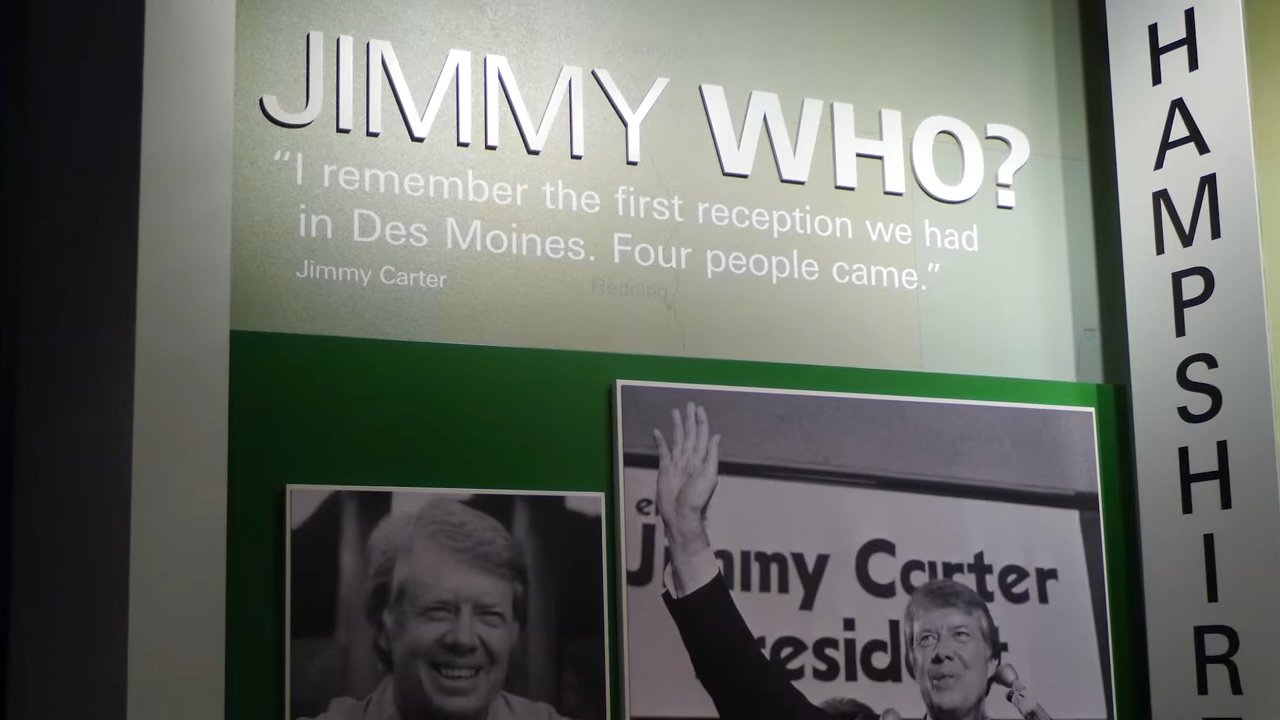 JIMMY WHO?
“I remember the first reception we had
in Des Moines. Four people came.”
Jimmy Carter
Redding
Jimmy Carter
HAMPSHIR